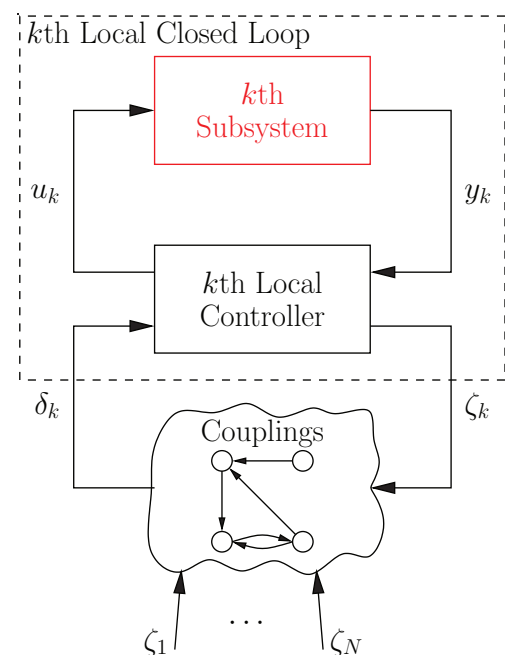 kth Local Closed Loop
kth
Subsystem
u_k
y_k
kth Local
Controller
δ_k
ζ_k
Couplings
...
ζ_1
ζ_N